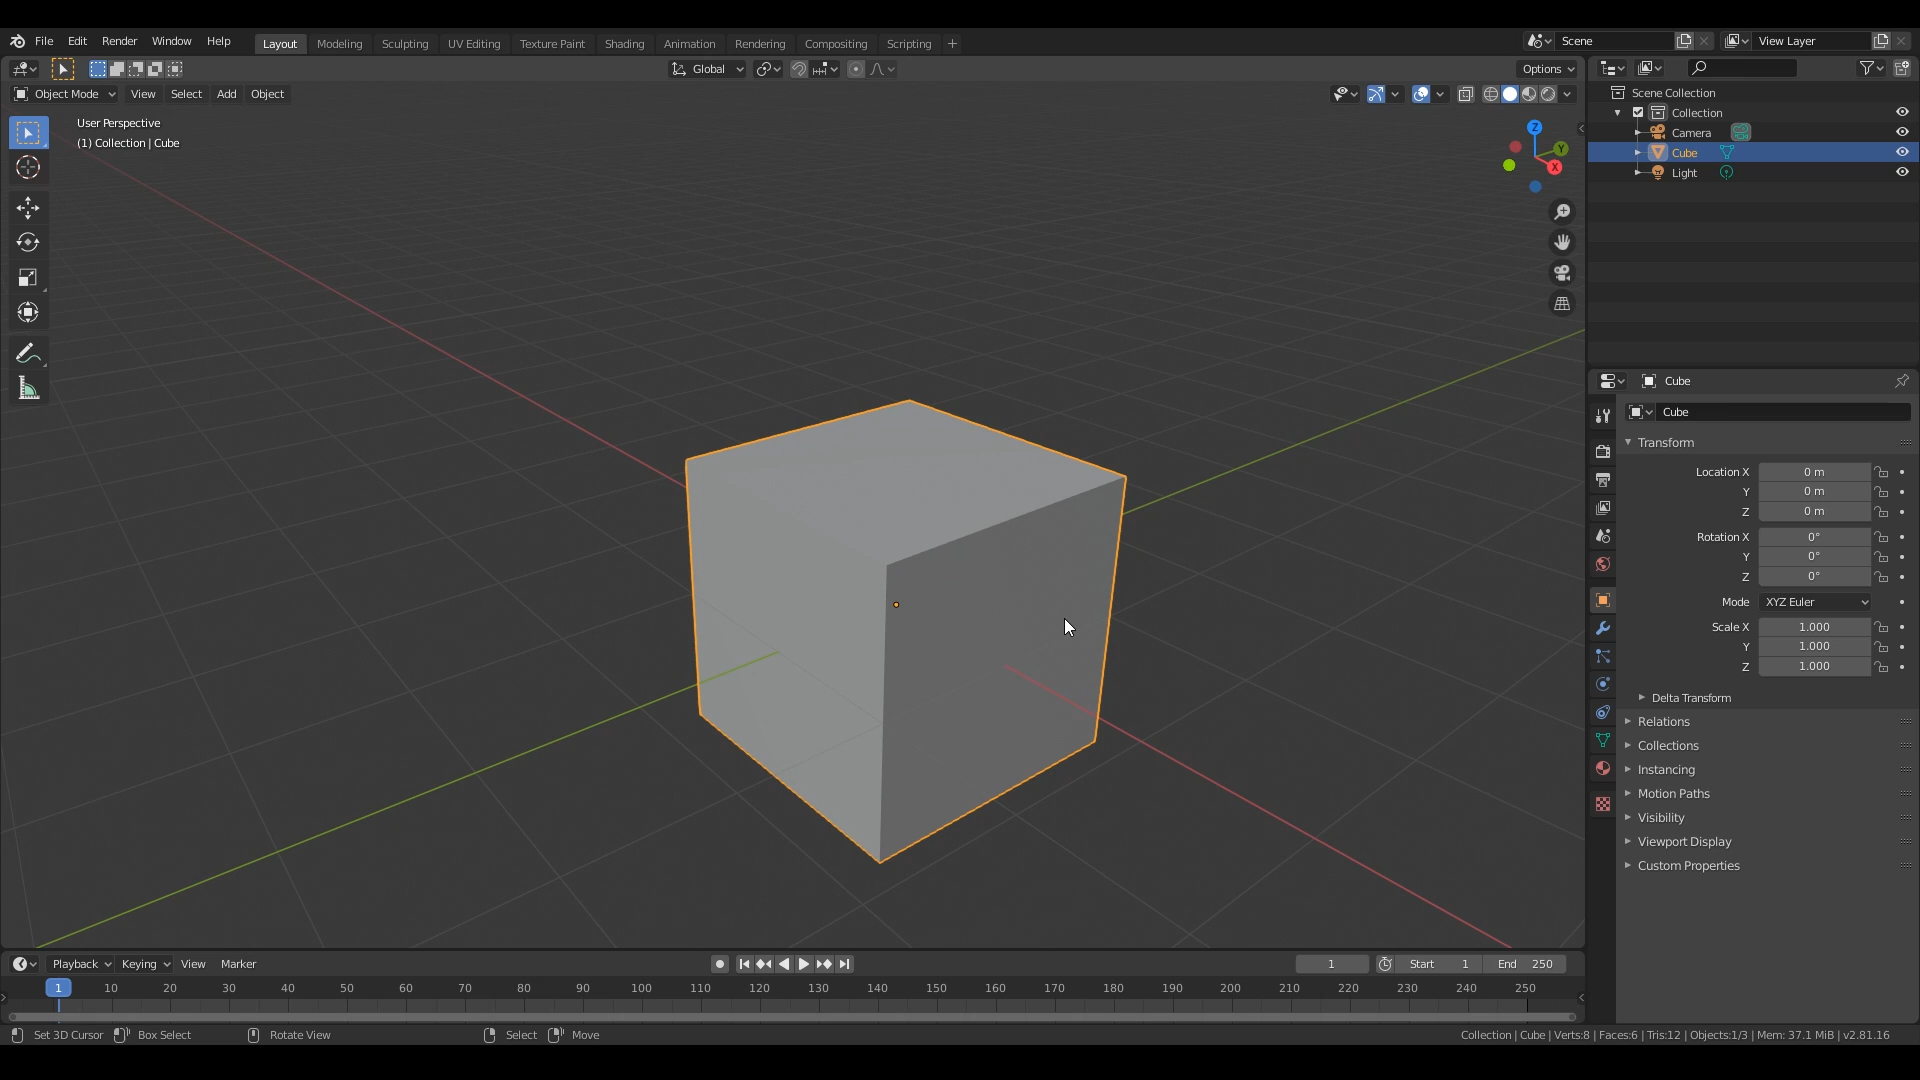 File Edit Render Window Help Layout Modeling Sculpting UV Editing Texture Paint Shading Animation Rendering Compositing Scripting + Scene View Layer
Global Options
Object Mode View Select Add Object
User Perspective
(1) Collection | Cube
Z
Y
X
Scene Collection
Collection
Camera
Cube
Light
Cube
Cube
Transform
Location X 0 m
Y 0 m
Z 0 m
Rotation X 0°
Y 0°
Z 0°
Mode XYZ Euler
Scale X 1.000
Y 1.000
Z 1.000
Delta Transform
Relations
Collections
Instancing
Motion Paths
Visibility
Viewport Display
Custom Properties
Playback Keying View Marker 1 Start 1 End 250
1 10 20 30 40 50 60 70 80 90 100 110 120 130 140 150 160 170 180 190 200 210 220 230 240 250
Set 3D Cursor Box Select Rotate View Select Move Collection | Cube | Verts:8 | Faces:6 | Tris:12 | Objects:1/3 | Mem: 37.1 MiB | v2.81.16